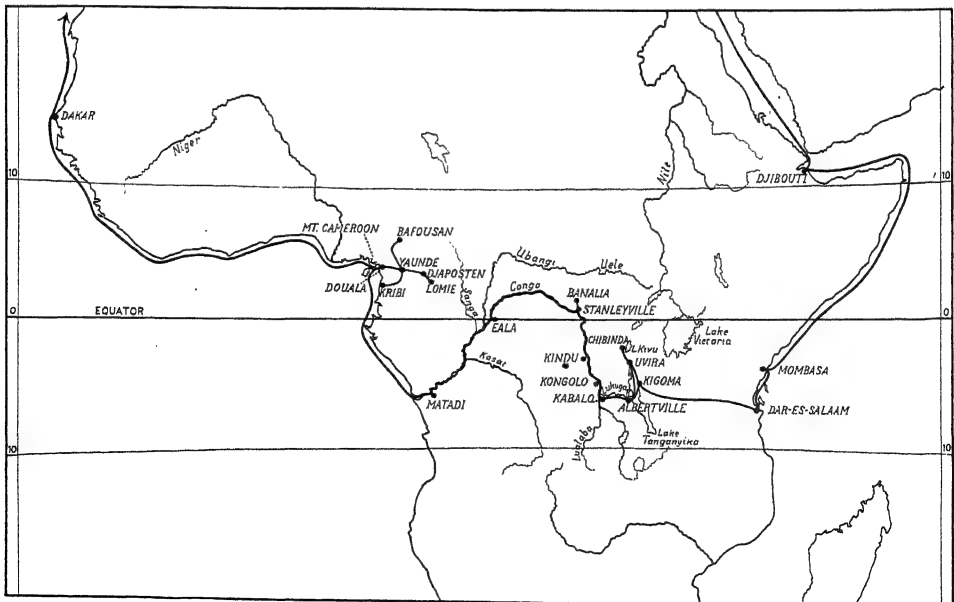 DAKAR
Niger
Nile
DJIBOUTI
10
10
MT. CAMEROON
BAFOUSAN
YAUNDE
DJAPOSTEN
LOMIE
DOUALA
KRIBI
Sanga
Ubangi
Uele
Congo
BANALIA
STANLEYVILLE
EQUATOR
0
EALA
CHIBINDA
L.Kivu
Lake
Victoria
UVIRA
KINDU
Kasai
KONGOLO
Lukuga
KIGOMA
MOMBASA
MATADI
KABALO
ALBERTVILLE
DAR-ES-SALAAM
Lualaba
Lake
Tanganyika
10
10